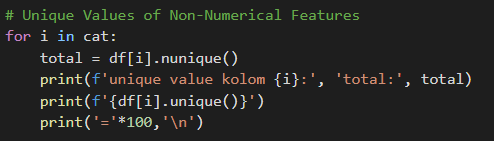 # Unique Values of Non-Numerical Features
for i in cat:
    total = df[i].nunique()
    print(f'unique value kolom {i}:', 'total:', total)
    print(f'{df[i].unique()}')
    print('='*100,'\n')